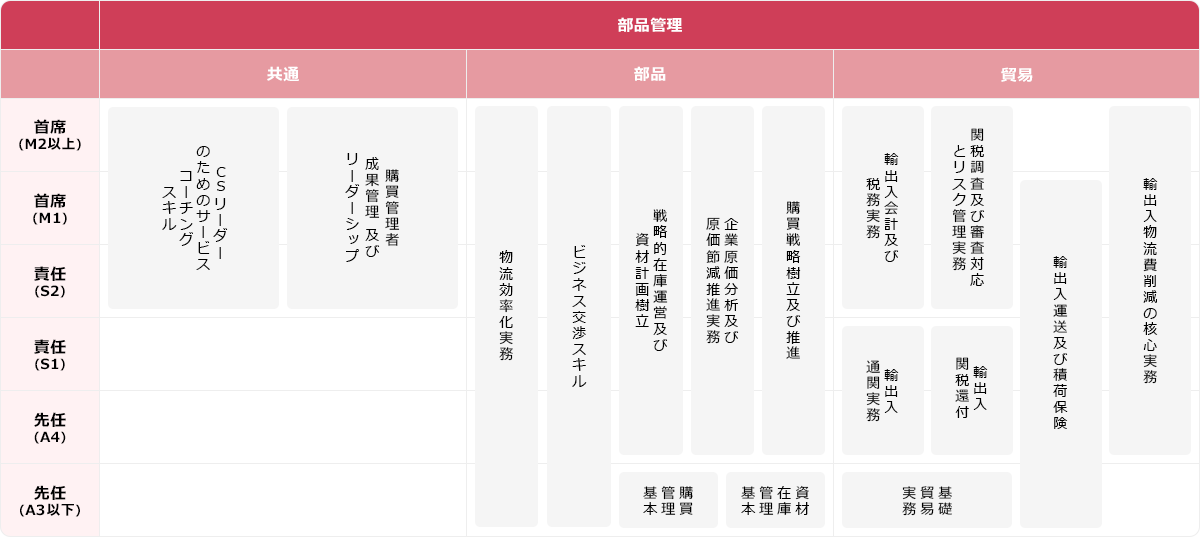 部品管理
共通
部品
貿易
首席
(M2以上)
首席
(M1)
責任
(S2)
責任
(S1)
先任
(A4)
先任
(A3以下)
CSリーダー
のためのサービス
コーチング
スキル
購買管理者
成果管理 及び
リーダーシップ
物流効率化実務
ビジネス交渉スキル
戦略的在庫運営及び
資材計画樹立
企業原価分析及び
原価節減推進実務
購買戦略樹立及び推進
購買
管理
基本
資材
在庫
管理
基本
輸出入会計及び
税務実務
関税調査及び審査対応
とリスク管理実務
輸出入
通関実務
輸出入
関税還付
基礎
貿易
実務
輸出入運送及び積荷保険
輸出入物流費削減の核心実務